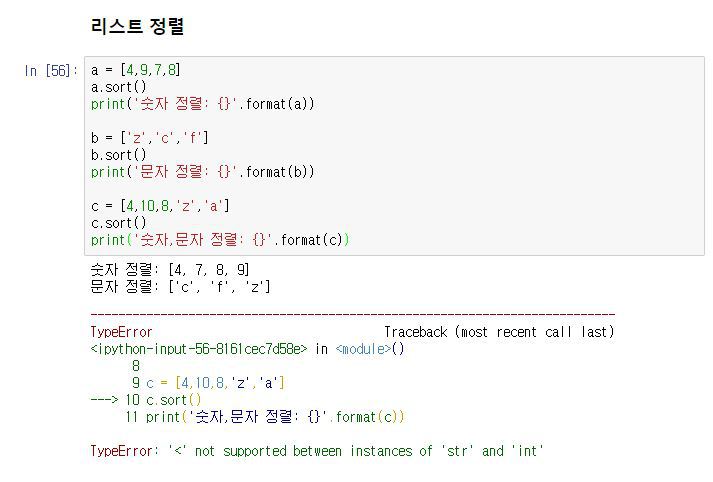 리스트 정렬
In [56]:
a = [4,9,7,8]
a.sort()
print('숫자 정렬: {}'.format(a))
b = ['z','c','f']
b.sort()
print('문자 정렬: {}'.format(b))
c = [4,10,8,'z','a']
c.sort()
print('숫자,문자 정렬: {}'.format(c))
숫자 정렬: [4, 7, 8, 9]
문자 정렬: ['c', 'f', 'z']
---------------------------------------------------------------------------
TypeError                                 Traceback (most recent call last)
<ipython-input-56-8161cec7d58e> in <module>()
      8 
      9 c = [4,10,8,'z','a']
---> 10 c.sort()
     11 print('숫자,문자 정렬: {}'.format(c))
TypeError: '<' not supported between instances of 'str' and 'int'